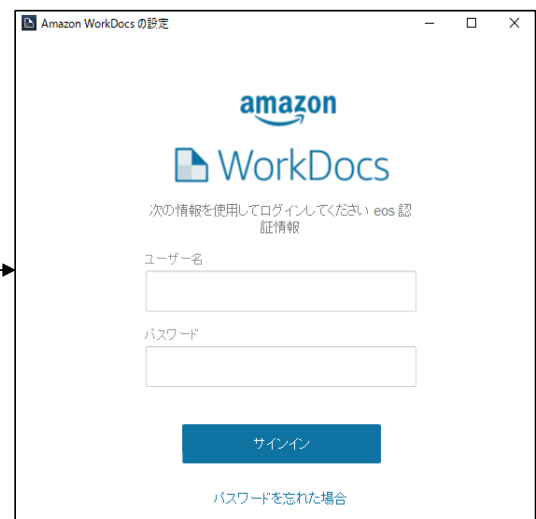 Amazon WorkDocs の設定
amazon
WorkDocs
次の情報を使用してログインしてください eos 認
証情報
ユーザー名
パスワード
サインイン
パスワードを忘れた場合